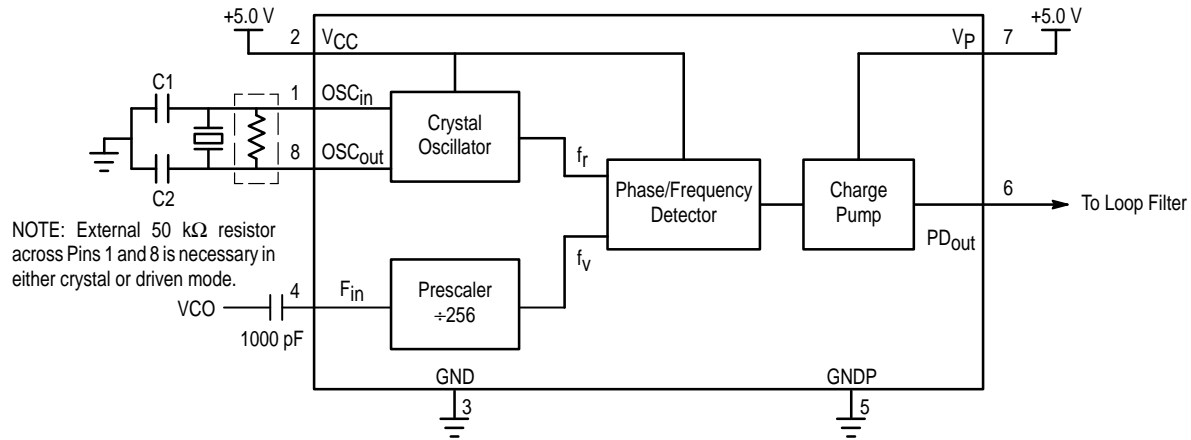 +5.0 V
+5.0 V
2
VCC
VP
7
C1
1
OSCin
Crystal
Oscillator
8
OSCout
C2
fr
Phase/Frequency
Detector
Charge
Pump
6
To Loop Filter
PDout
NOTE: External 50 kΩ resistor
across Pins 1 and 8 is necessary in
either crystal or driven mode.
fv
VCO
4
Fin
Prescaler
÷256
1000 pF
GND
GNDP
3
5